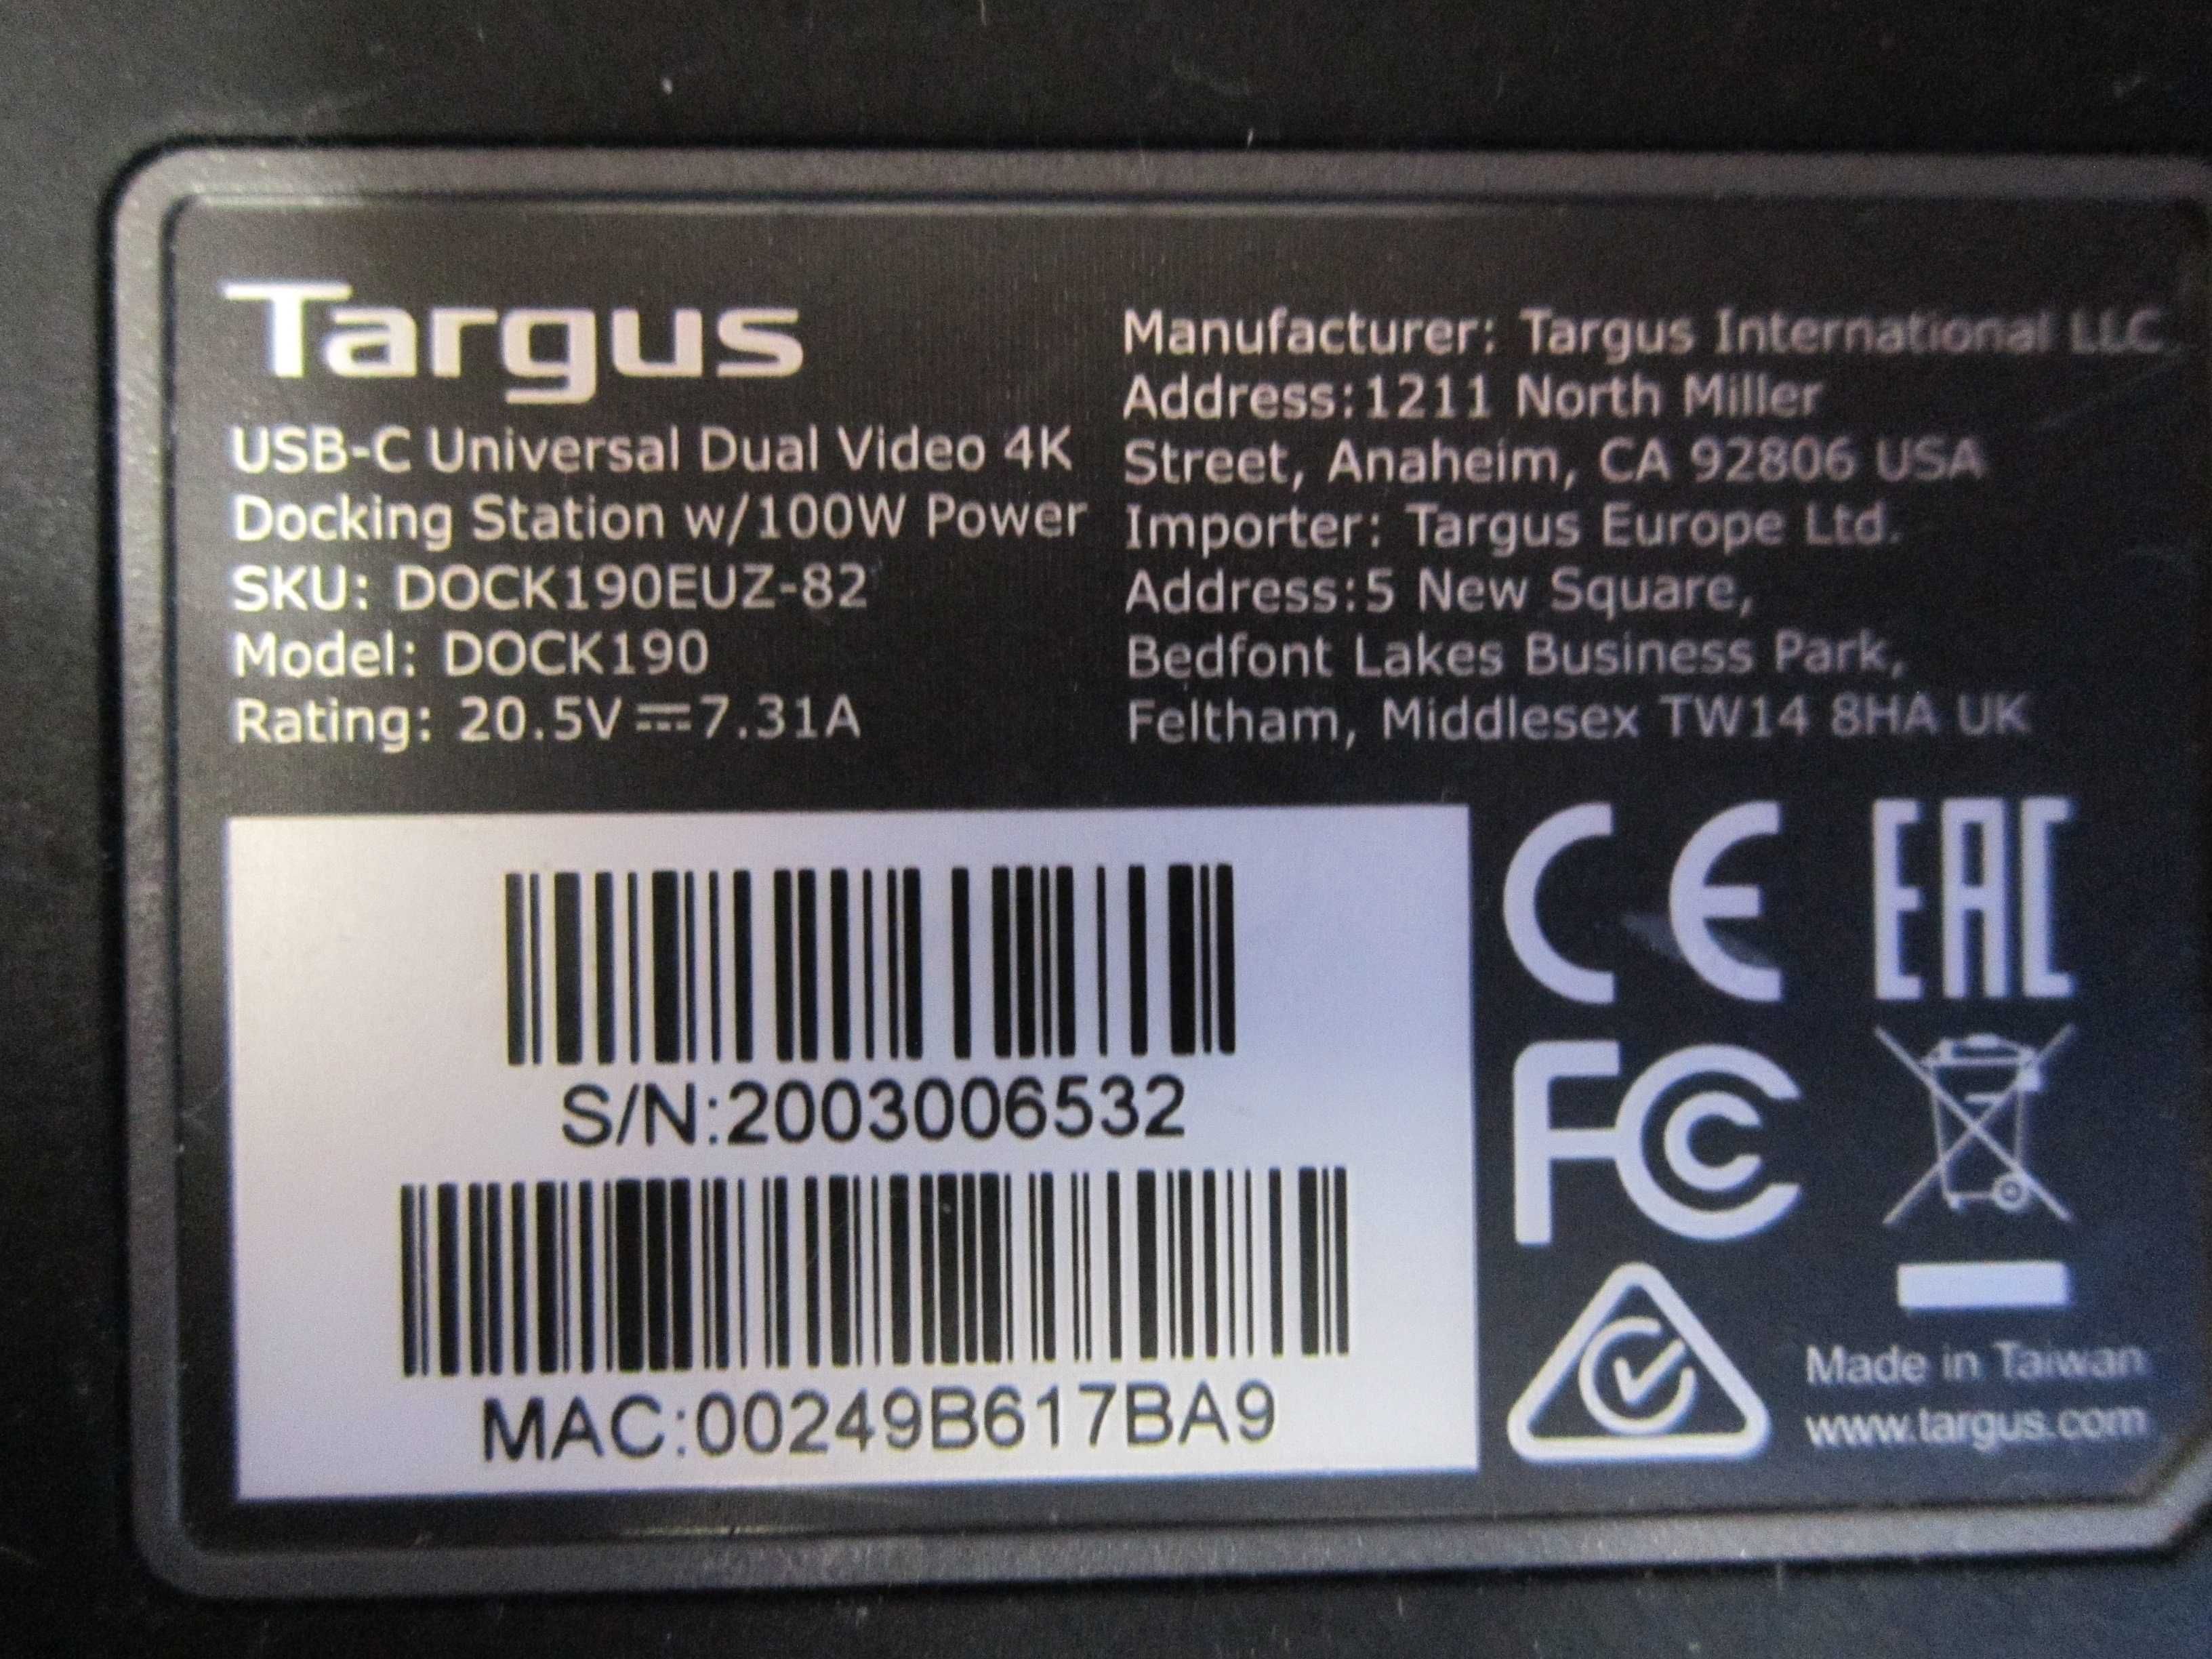 Targus
USB-C Universal Dual Video 4K
Docking Station w/100W Power
SKU: DOCK190EUZ-82
Model: DOCK190
Rating: 20.5V⎓7.31A
Manufacturer: Targus International LLC
Address:1211 North Miller
Street, Anaheim, CA 92806 USA
Importer: Targus Europe Ltd.
Address:5 New Square,
Bedfont Lakes Business Park,
Feltham, Middlesex TW14 8HA UK
S/N:2003006532
MAC:00249B617BA9
CE EAC
FC
Made in Taiwan
www.targus.com